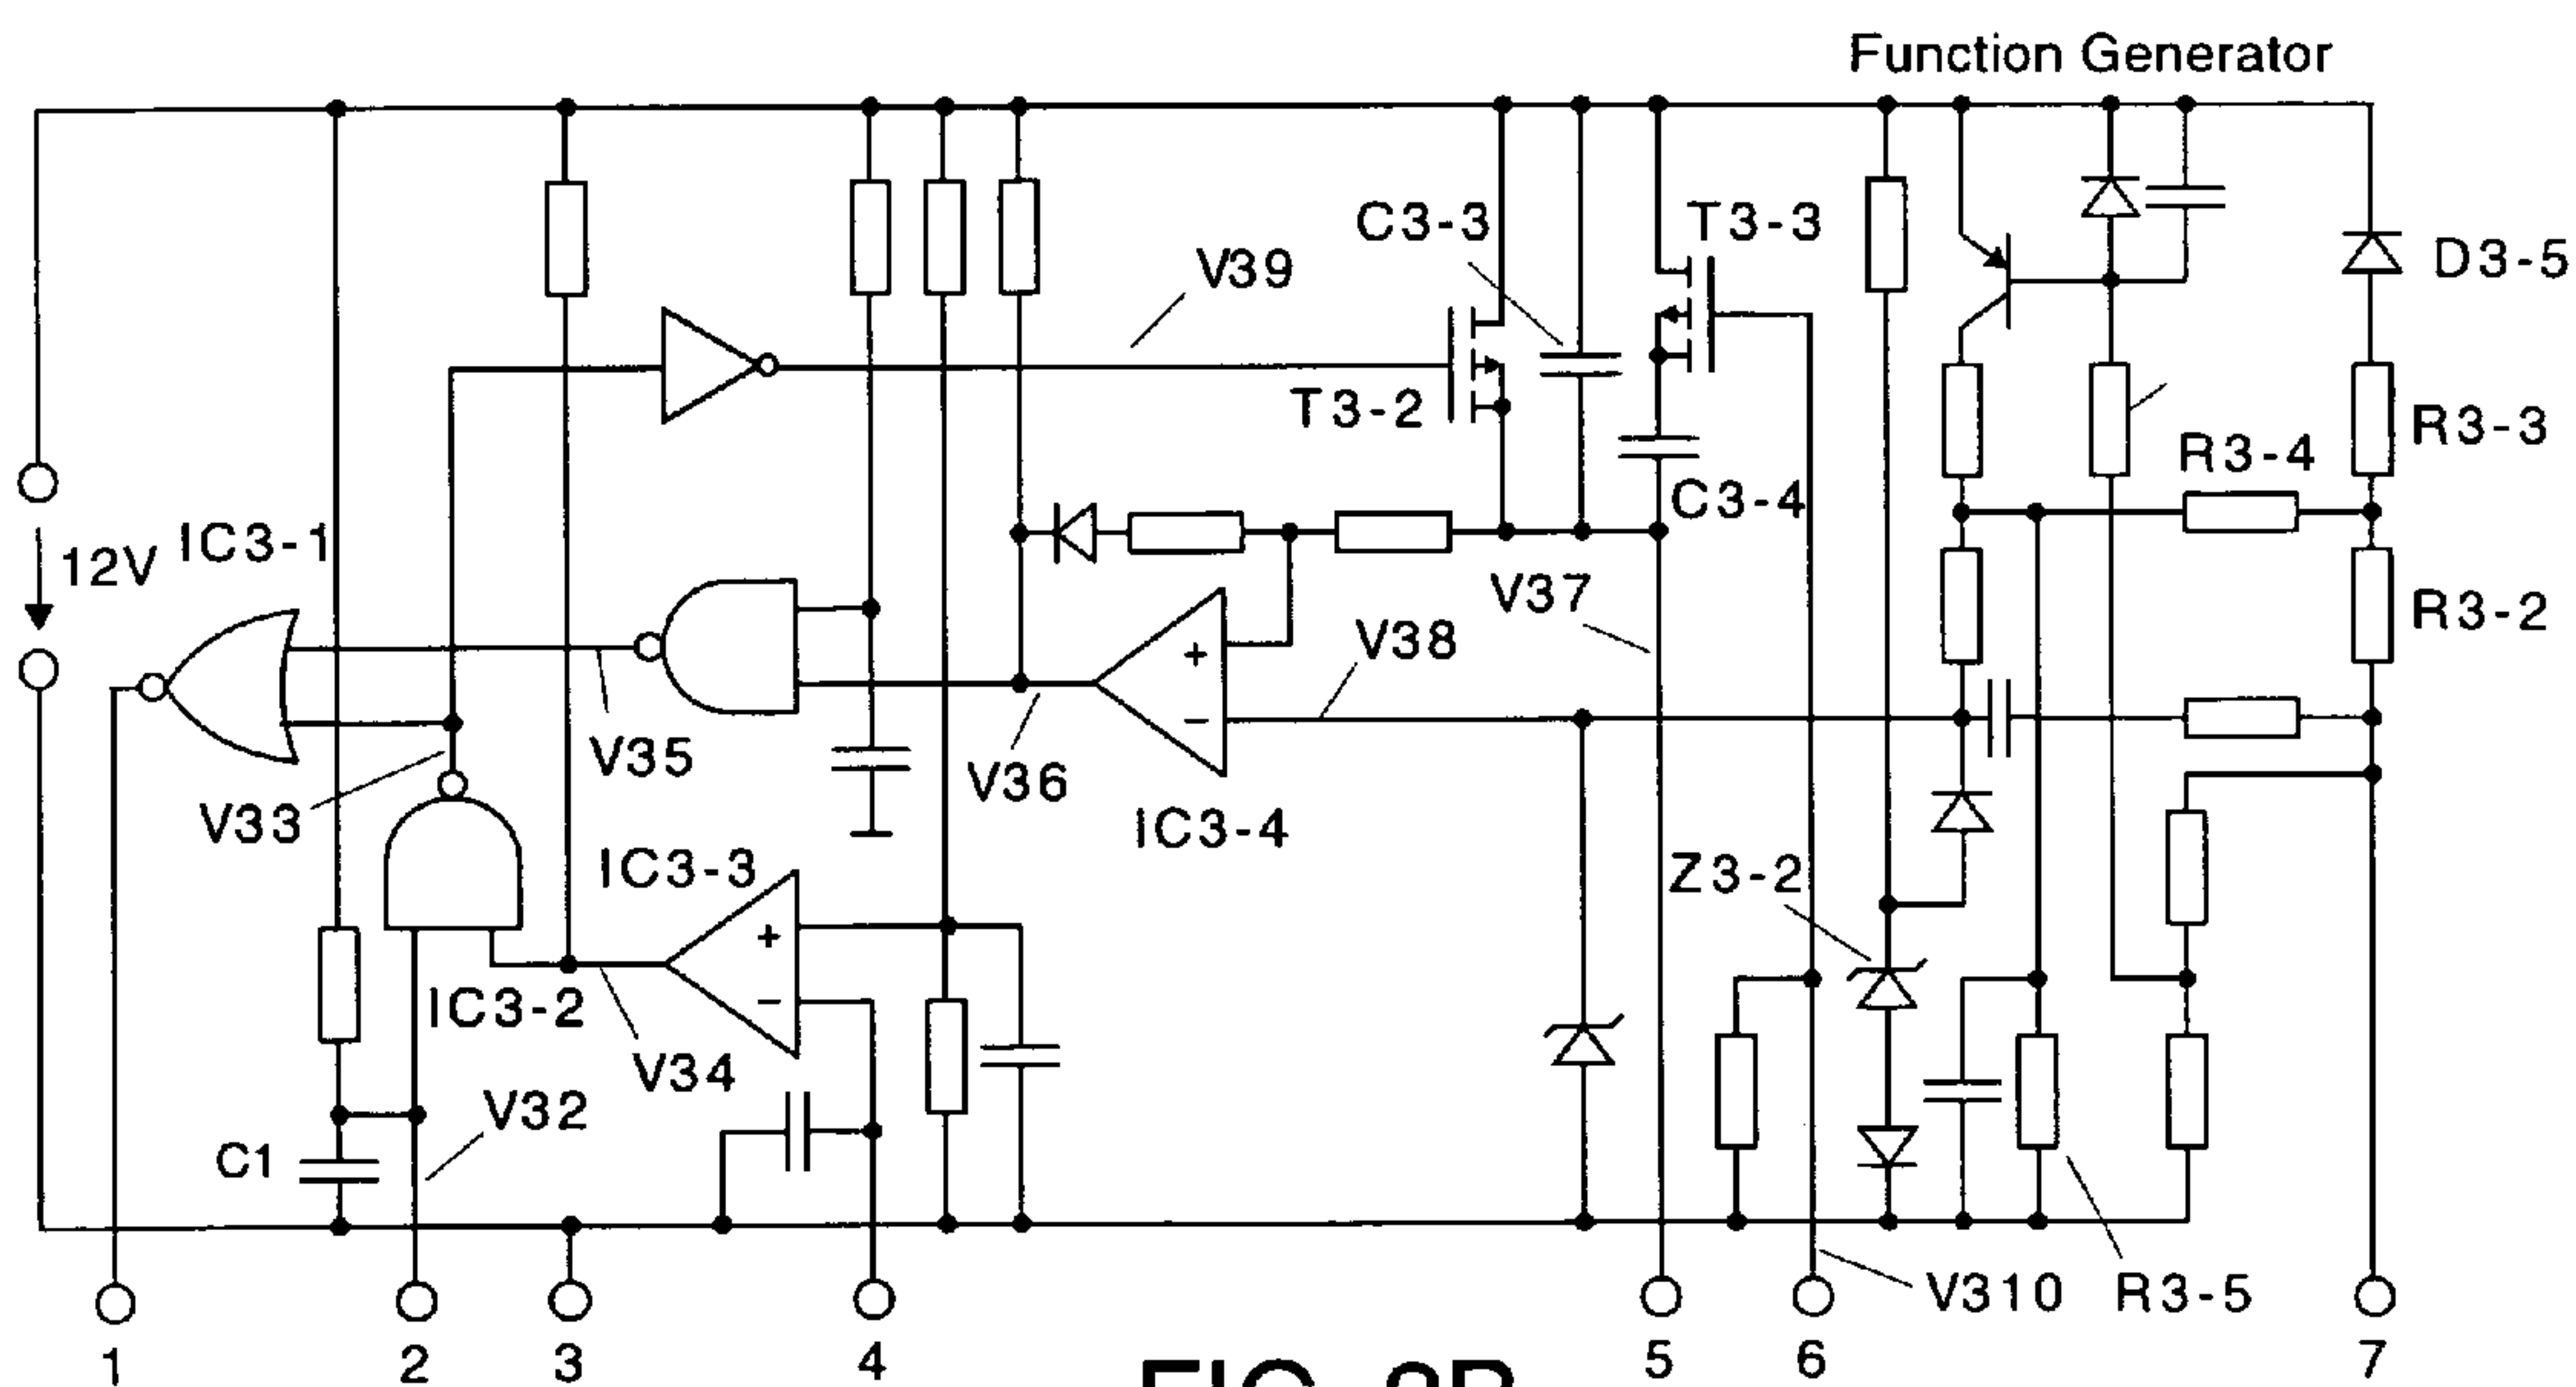 Function Generator
C3-3
T3-3
V39
D3-5
T3-2
R3-3
R3-4
C3-4
IC3-1
12V
V37
R3-2
V38
+
−
V35
V36
V33
IC3-4
IC3-3
Z3-2
+
−
IC3-2
V34
V32
C1
V310
R3-5
1
2
3
4
5
6
7